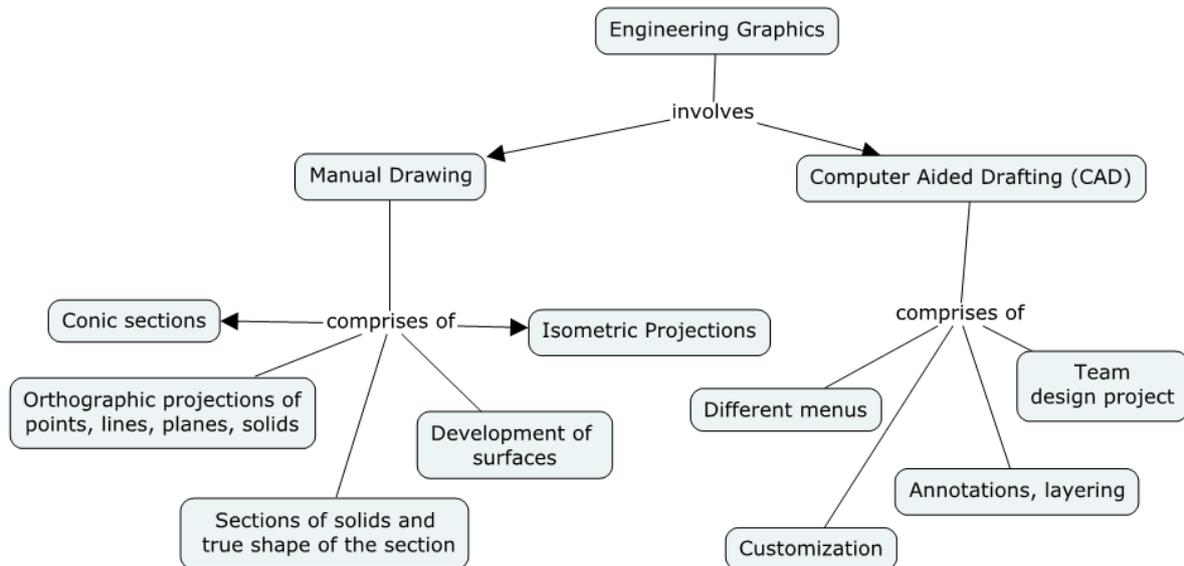 Engineering Graphics
involves
Manual Drawing
Computer Aided Drafting (CAD)
Conic sections
comprises of
Isometric Projections
comprises of
Orthographic projections of
points, lines, planes, solids
Development of
surfaces
Sections of solids and
true shape of the section
Different menus
Team
design project
Annotations, layering
Customization